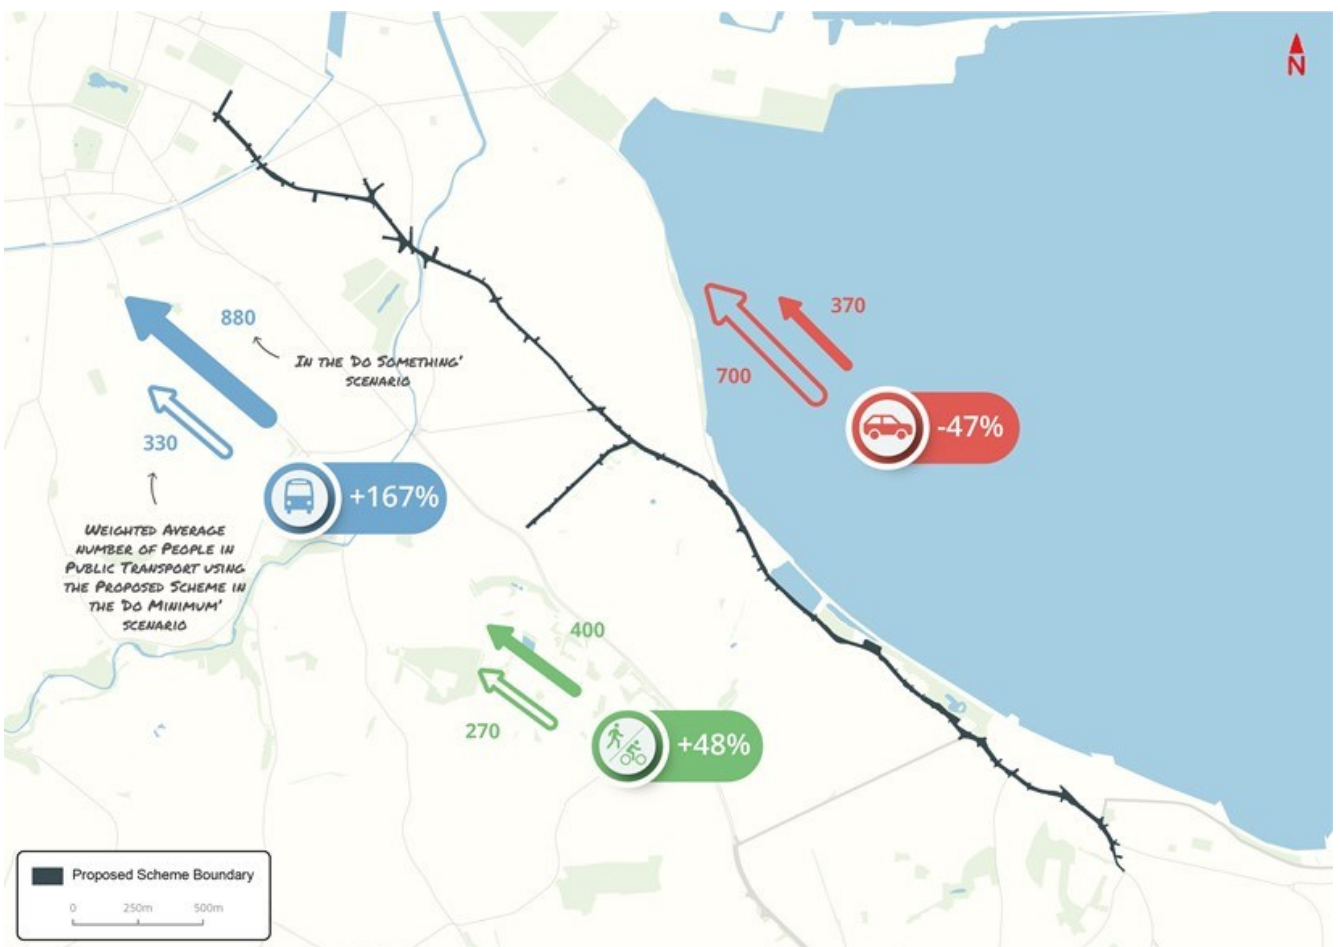 N
880
IN THE 'DO SOMETHING'
SCENARIO
330
WEIGHTED AVERAGE
NUMBER OF PEOPLE IN
PUBLIC TRANSPORT USING
THE PROPOSED SCHEME IN
THE 'DO MINIMUM'
SCENARIO
+167%
370
700
-47%
400
270
+48%
Proposed Scheme Boundary
0 250m 500m